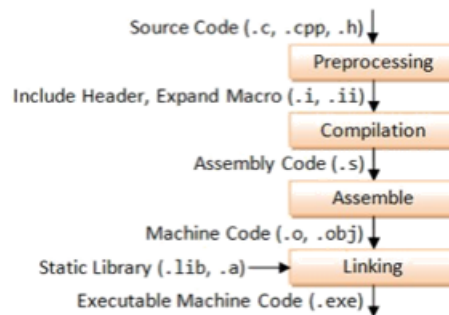 Source Code (.c, .cpp, .h)
Preprocessing
Include Header, Expand Macro (.i, .ii)
Compilation
Assembly Code (.s)
Assemble
Machine Code (.o, .obj)
Static Library (.lib, .a)
Linking
Executable Machine Code (.exe)